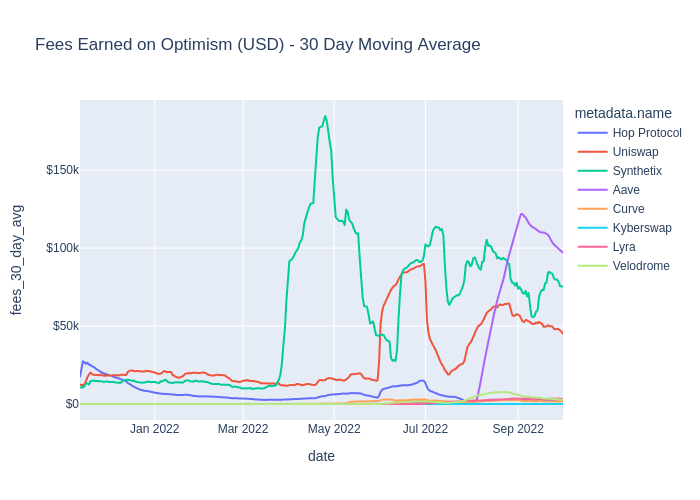 Fees Earned on Optimism (USD) - 30 Day Moving Average
metadata.name
Hop Protocol
Uniswap
Synthetix
Aave
Curve
Kyberswap
Lyra
Velodrome
fees_30_day_avg
$150k
$100k
$50k
$0
Jan 2022
Mar 2022
May 2022
Jul 2022
Sep 2022
date